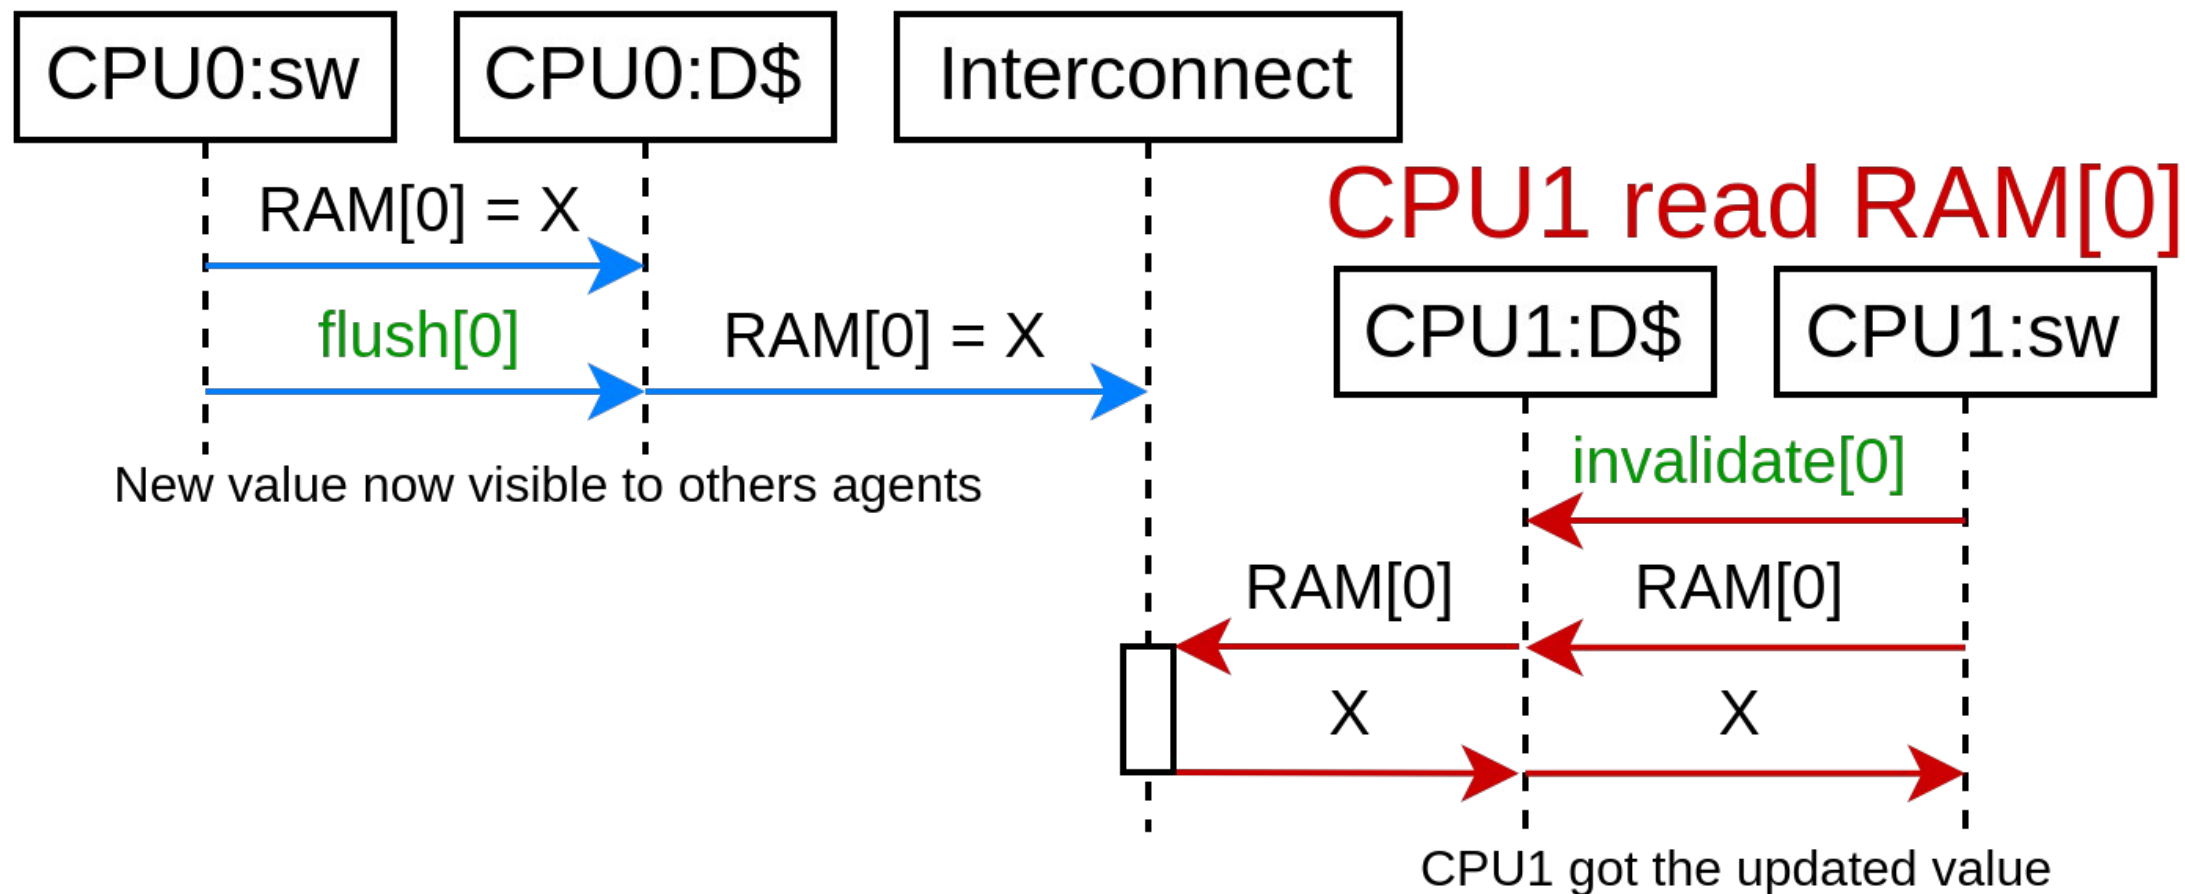 CPU0:sw
CPU0:D$
Interconnect
CPU1 read RAM[0]
RAM[0] = X
CPU1:D$
CPU1:sw
flush[0]
RAM[0] = X
New value now visible to others agents
invalidate[0]
RAM[0]
RAM[0]
X
X
CPU1 got the updated value